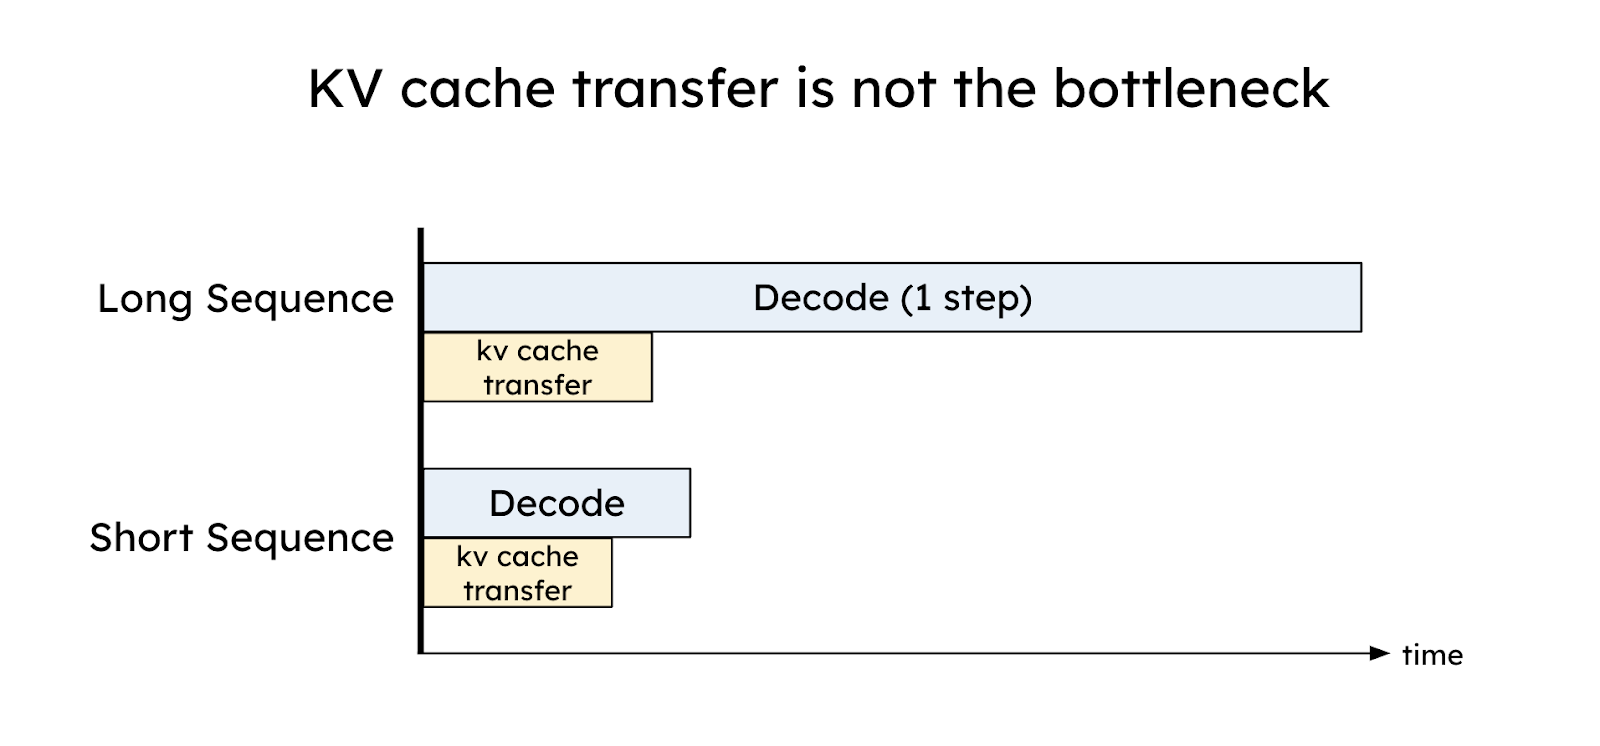 KV cache transfer is not the bottleneck
Long Sequence
Decode (1 step)
kv cache
transfer
Short Sequence
Decode
kv cache
transfer
time